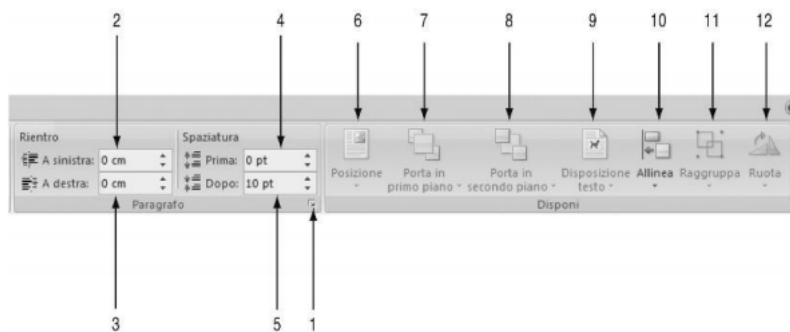 2 4 6 7 8 9 10 11 12
Rientro Spaziatura
A sinistra: 0 cm Prima: 0 pt
A destra: 0 cm Dopo: 10 pt
Posizione Porta in primo piano Porta in secondo piano Disposizione testo Allinea Raggruppa Ruota
Paragrafo Disponi
3 5 1